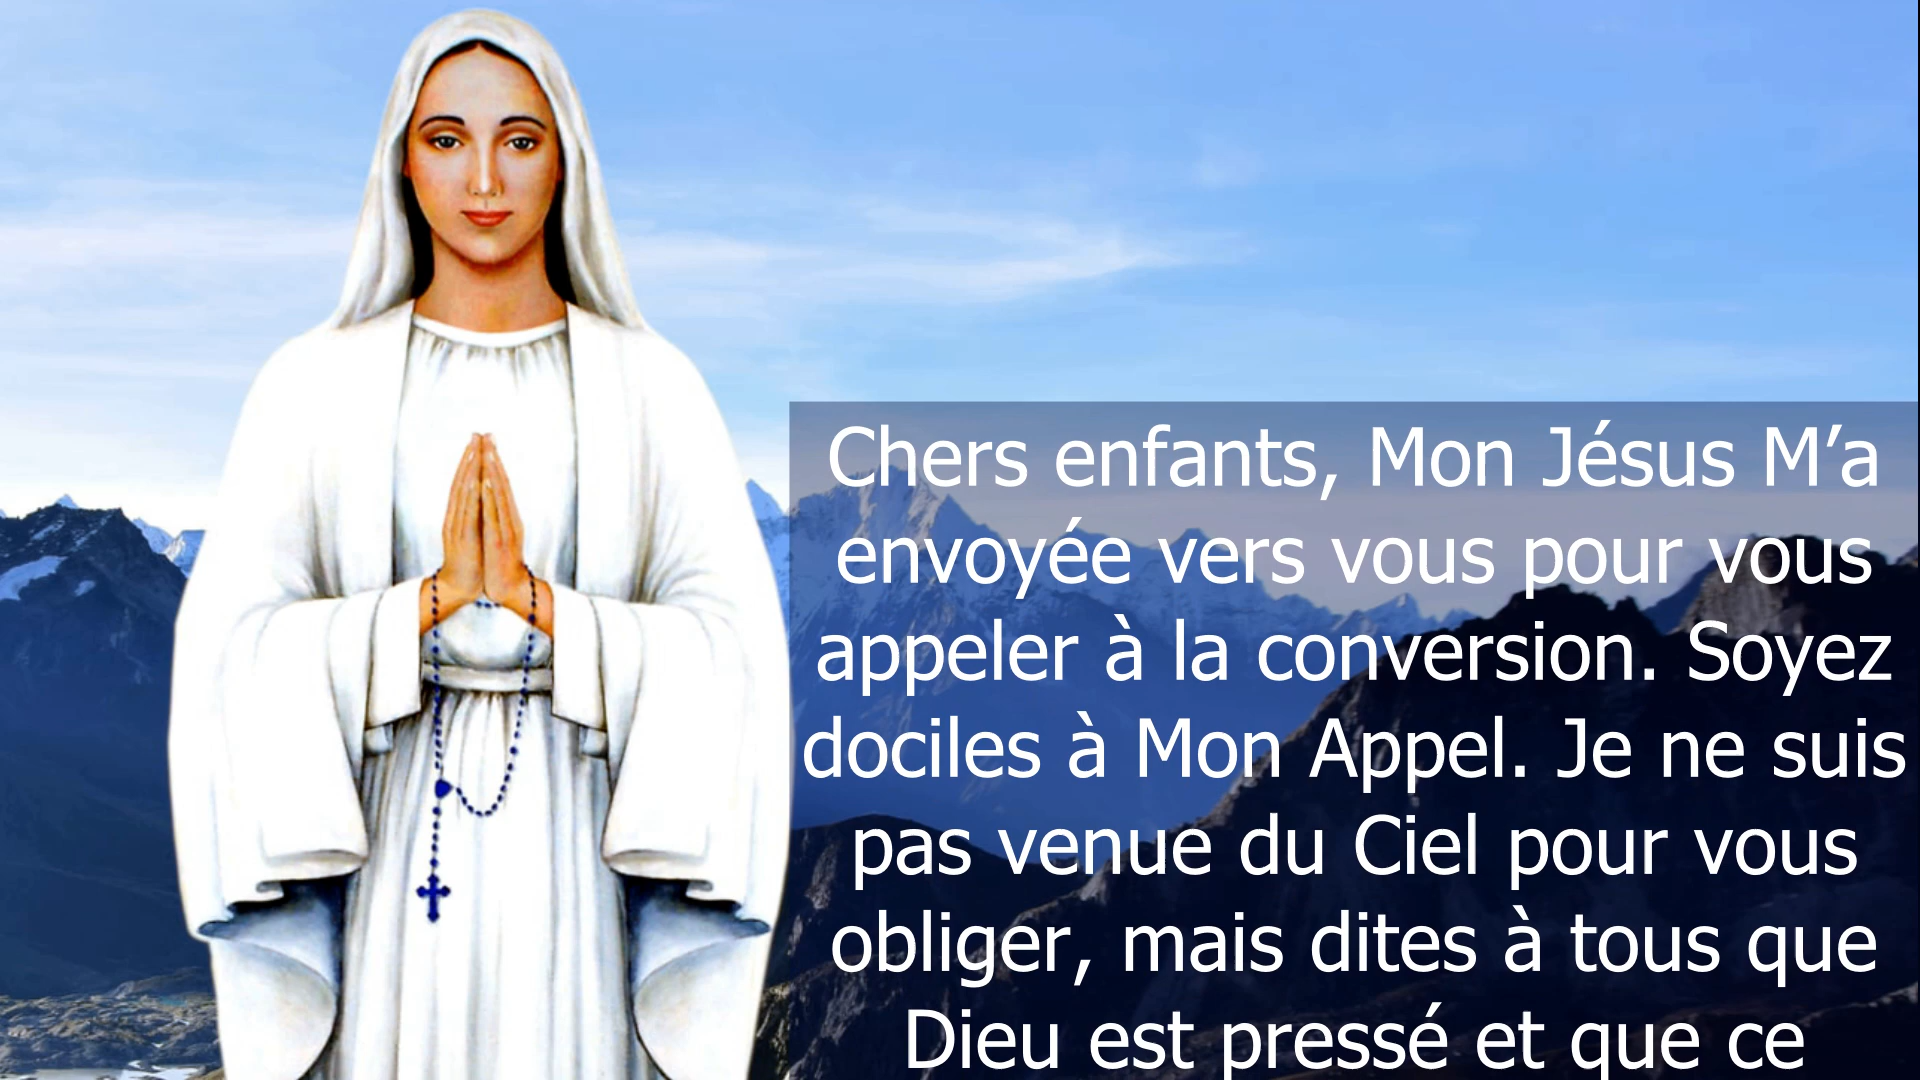 Chers enfants, Mon Jésus M’a
envoyée vers vous pour vous
appeler à la conversion. Soyez
dociles à Mon Appel. Je ne suis
pas venue du Ciel pour vous
obliger, mais dites à tous que
Dieu est pressé et que ce